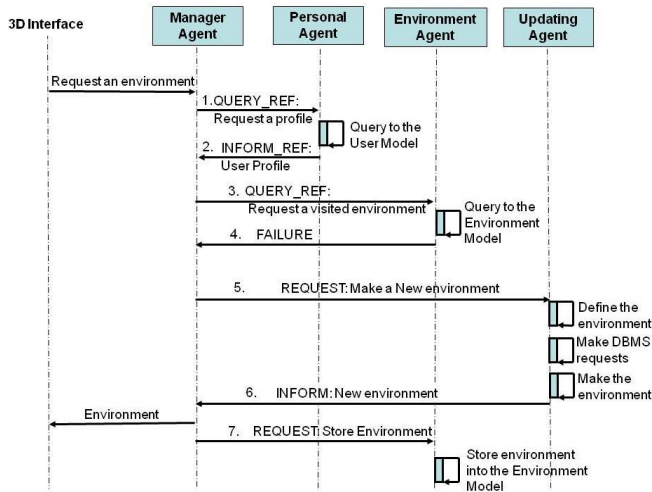 3D Interface
Manager
Agent
Personal
Agent
Environment
Agent
Updating
Agent
Request an environment
1.QUERY_REF:
Request a profile
Query to the
User Model
2. INFORM_REF:
User Profile
3. QUERY_REF:
Request a visited environment
Query to the
Environment
Model
4. FAILURE
5. REQUEST: Make a New environment
Define the
environment
Make DBMS
requests
Make the
environment
6. INFORM: New environment
Environment
7. REQUEST: Store Environment
Store environment
into the Environment
Model